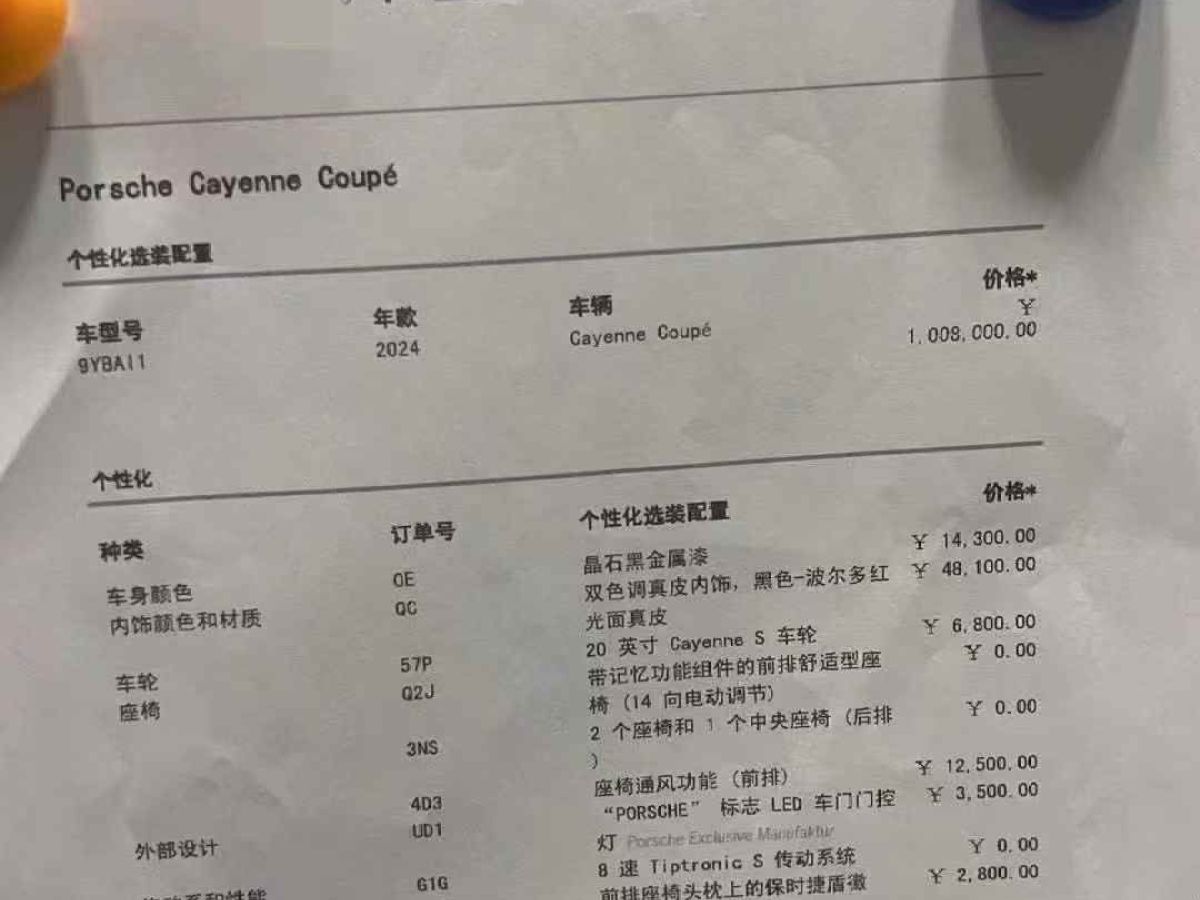 Porsche Cayenne Coupé
个性化选装配置
价格*
车型号 年款 车辆 ¥
9YBAI1 2024 Cayenne Coupé 1,008,000.00
个性化
种类 订单号 个性化选装配置 价格*
车身颜色 0E 晶石黑金属漆 ¥ 14,300.00
内饰颜色和材质 QC 双色调真皮内饰，黑色-波尔多红 ¥ 48,100.00
光面真皮
车轮 57P 20 英寸 Cayenne S 车轮 ¥ 6,800.00
座椅 Q2J 带记忆功能组件的前排舒适型座 ¥ 0.00
椅 (14 向电动调节)
3NS 2 个座椅和 1 个中央座椅 (后排 ¥ 0.00
)
4D3 座椅通风功能 (前排) ¥ 12,500.00
外部设计 UD1 “PORSCHE” 标志 LED 车门门控 ¥ 3,500.00
灯 Porsche Exclusive Manufaktur
G1G 8 速 Tiptronic S 传动系统 ¥ 0.00
前排座椅头枕上的保时捷盾徽 ¥ 2,800.00